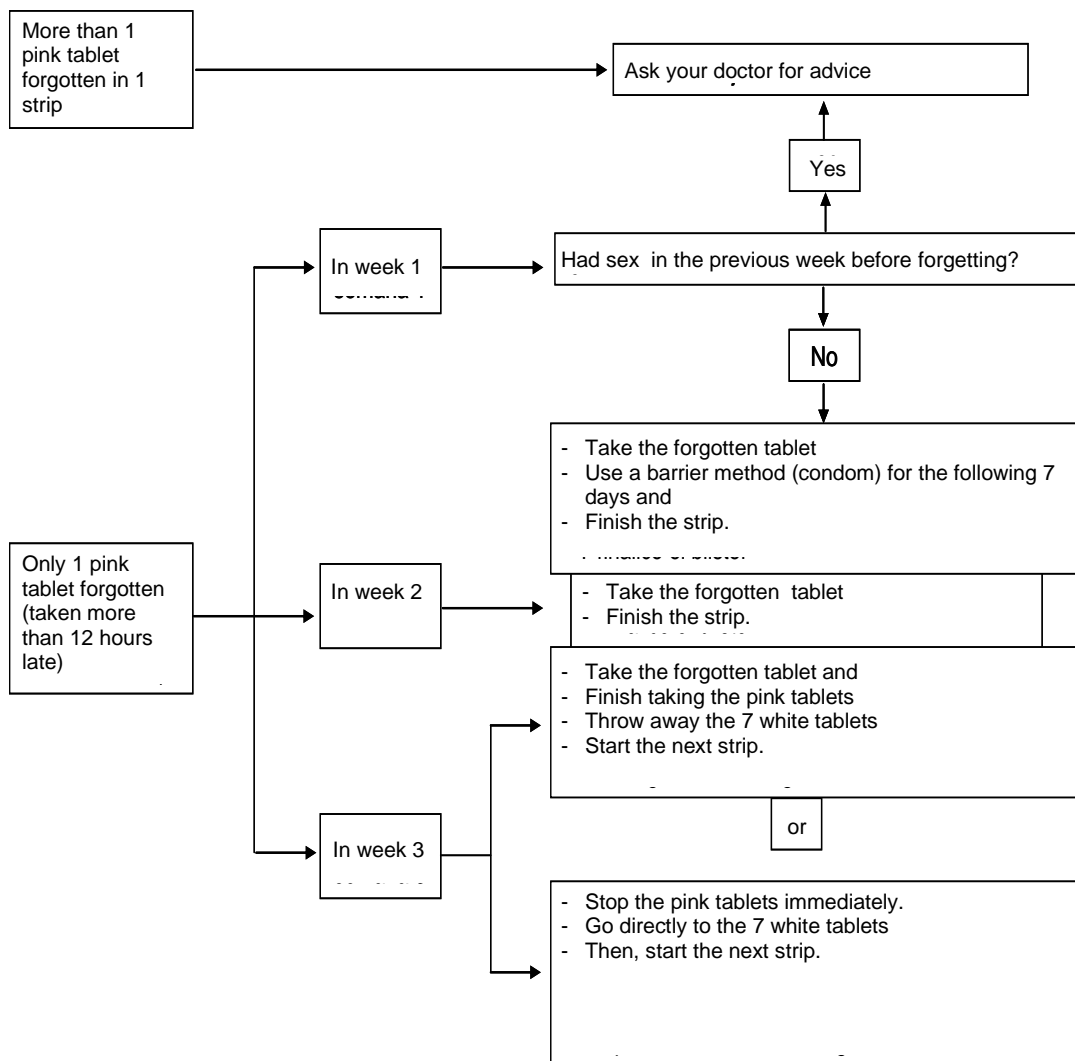 More than 1
pink tablet
forgotten in 1
strip
Ask your doctor for advice
Yes
In week 1
Had sex in the previous week before forgetting?
No
- Take the forgotten tablet
- Use a barrier method (condom) for the following 7
days and
- Finish the strip.
Only 1 pink
tablet forgotten
(taken more
than 12 hours
late)
In week 2
- Take the forgotten tablet
- Finish the strip.
- Take the forgotten tablet and
- Finish taking the pink tablets
- Throw away the 7 white tablets
- Start the next strip.
or
In week 3
- Stop the pink tablets immediately.
- Go directly to the 7 white tablets
- Then, start the next strip.